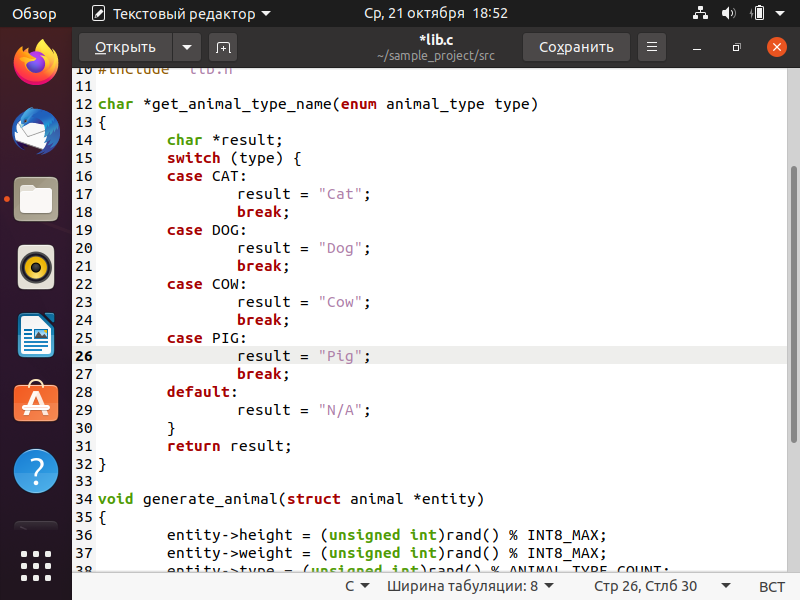 Обзор
Текстовый редактор
Ср, 21 октября 18:52
Открыть
*lib.c
~/sample_project/src
Сохранить
10 #include "lib.h"
11
12 char *get_animal_type_name(enum animal_type type)
13 {
14 char *result;
15 switch (type) {
16 case CAT:
17 result = "Cat";
18 break;
19 case DOG:
20 result = "Dog";
21 break;
22 case COW:
23 result = "Cow";
24 break;
25 case PIG:
26 result = "Pig";
27 break;
28 default:
29 result = "N/A";
30 }
31 return result;
32 }
33
34 void generate_animal(struct animal *entity)
35 {
36 entity->height = (unsigned int)rand() % INT8_MAX;
37 entity->weight = (unsigned int)rand() % INT8_MAX;
38 entity->type = (unsigned int)rand() % ANIMAL_TYPE_COUNT;
C
Ширина табуляции: 8
Стр 26, Стлб 30
ВСТ